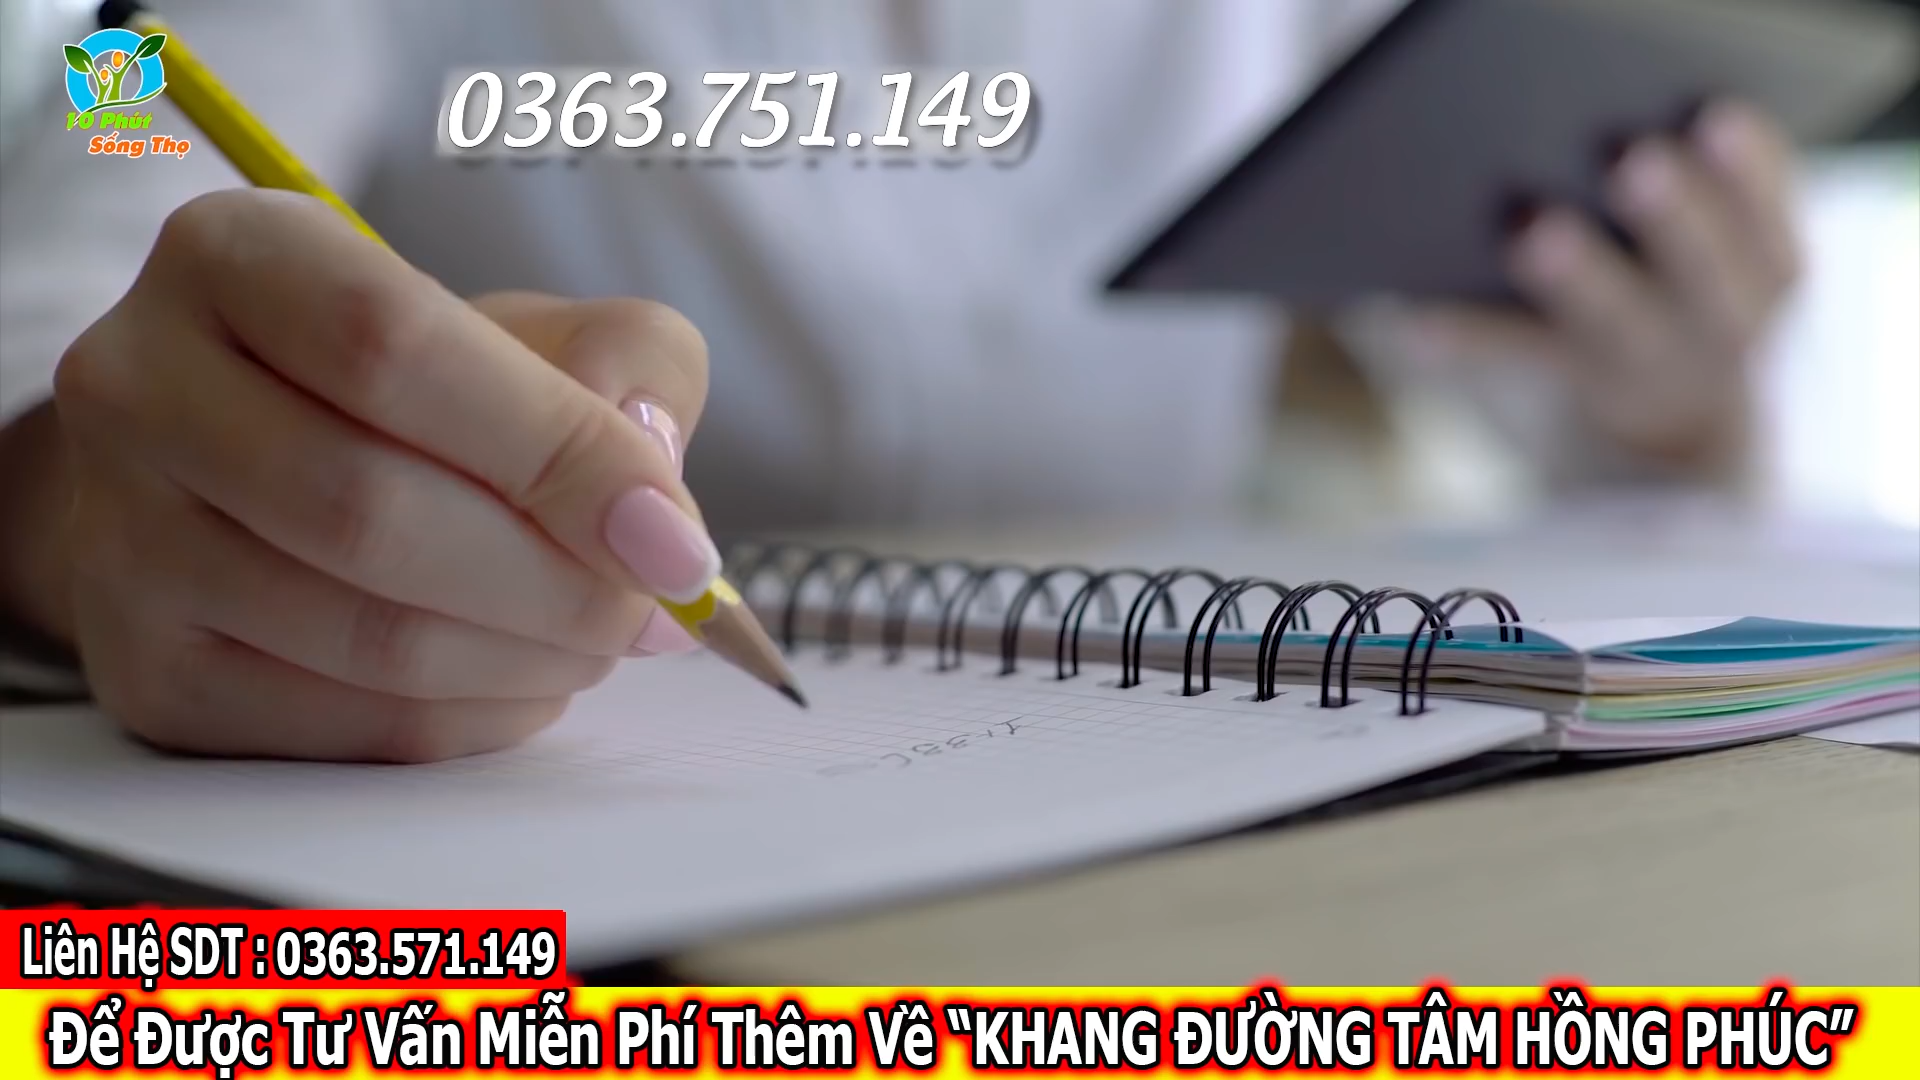 10 Phút
Sống Thọ
0363.751.149
Liên Hệ SDT : 0363.571.149
Để Được Tư Vấn Miễn Phí Thêm Về “KHANG ĐƯỜNG TÂM HỒNG PHÚC”